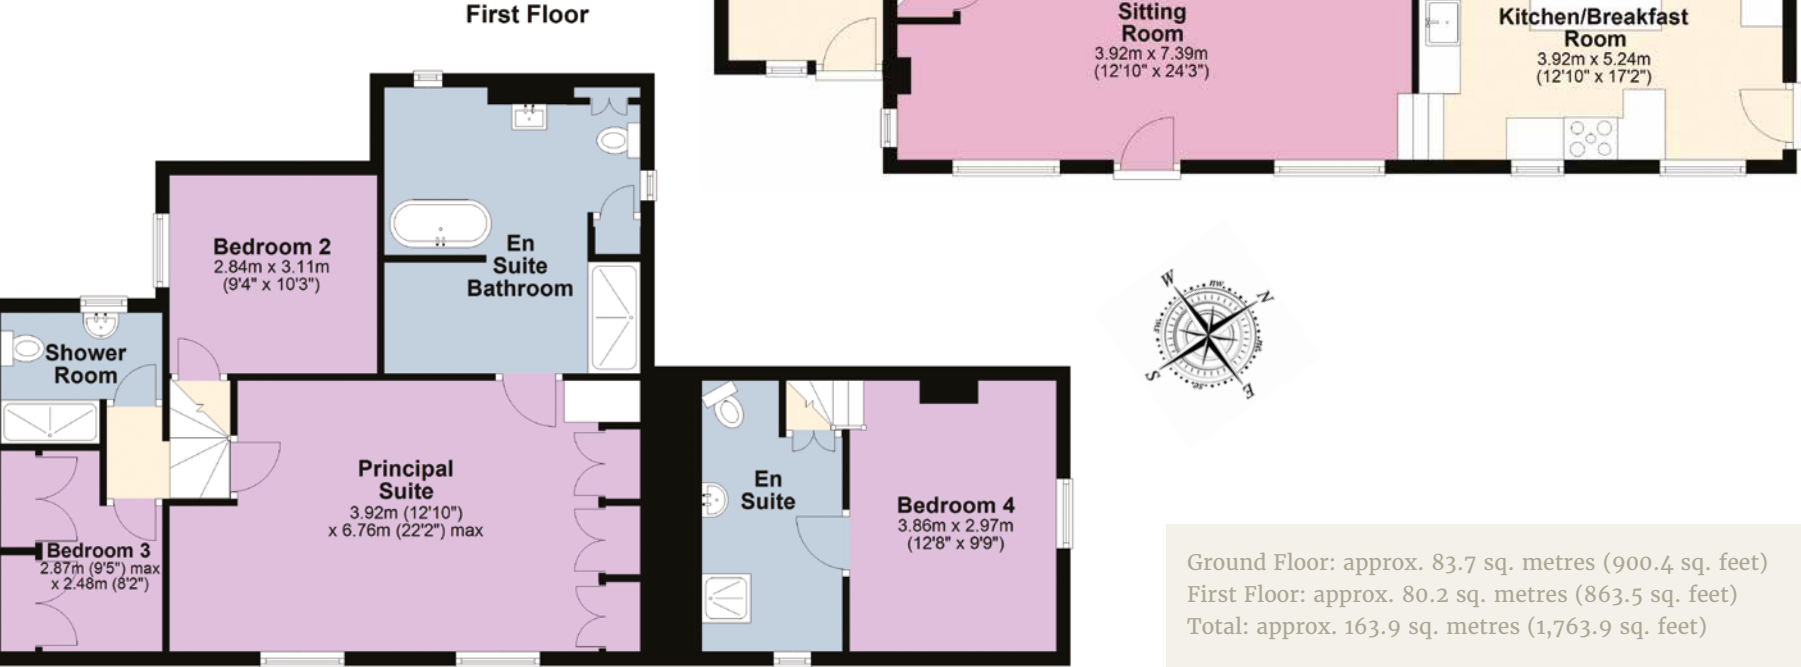 First Floor
Sitting
Room
3.92m x 7.39m
(12'10" x 24'3")
Kitchen/Breakfast
Room
3.92m x 5.24m
(12'10" x 17'2")
Bedroom 2
2.84m x 3.11m
(9'4" x 10'3")
En
Suite
Bathroom
Shower
Room
Principal
Suite
3.92m (12'10")
x 6.76m (22'2") max
Bedroom 3
2.87m (9'5") max
x 2.48m (8'2")
En
Suite
Bedroom 4
3.86m x 2.97m
(12'8" x 9'9")
W
nw.
N
sw.
ne.
S
se.
E
Ground Floor: approx. 83.7 sq. metres (900.4 sq. feet)
First Floor: approx. 80.2 sq. metres (863.5 sq. feet)
Total: approx. 163.9 sq. metres (1,763.9 sq. feet)